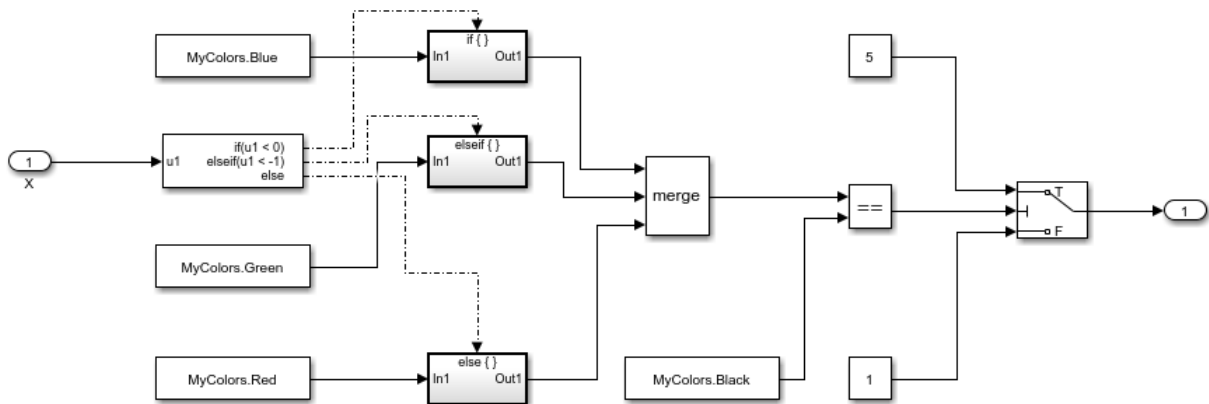 MyColors.Blue
if { }
In1 Out1
5
1
X
u1
if(u1 < 0)
elseif(u1 < -1)
else
elseif { }
In1 Out1
merge
==
T
F
1
MyColors.Green
MyColors.Red
else { }
In1 Out1
MyColors.Black
1